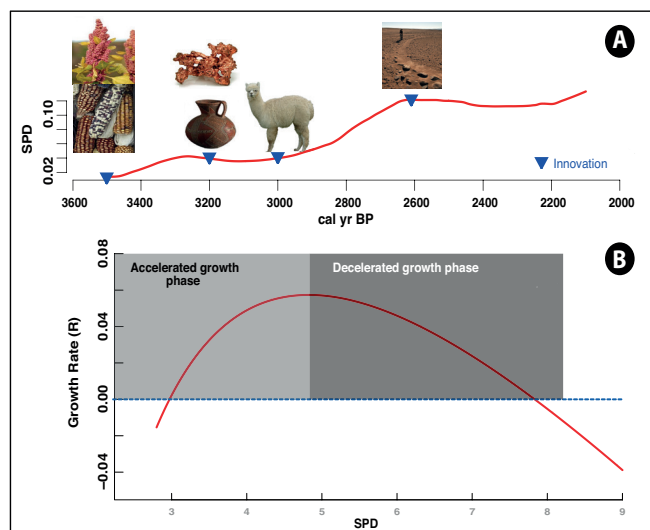 A
SPD
0.10
0.02
Innovation
3600 3400 3200 3000 2800 2600 2400 2200 2000
cal yr BP
B
Growth Rate (R)
0.08
0.04
0.00
−0.04
Accelerated growth
phase
Decelerated growth phase
3 4 5 6 7 8 9
SPD